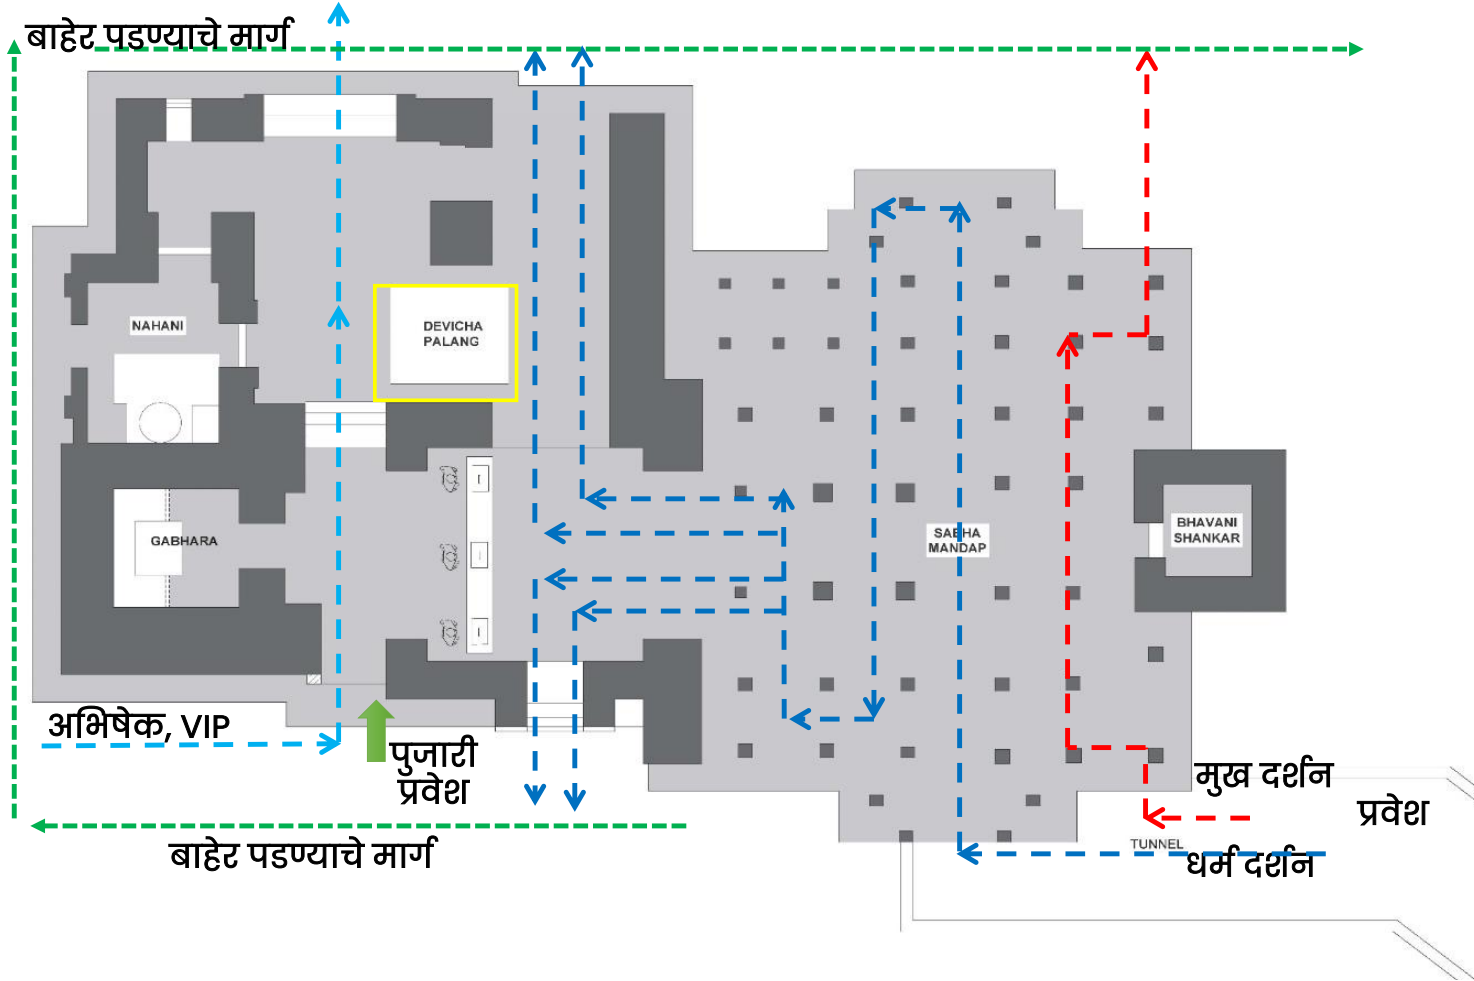 बाहेर पडण्याचे मार्ग
NAHANI
DEVICHA
PALANG
GABHARA
SABHA
MANDAP
BHAVANI
SHANKAR
अभिषेक, VIP
पुजारी
प्रवेश
मुख दर्शन
प्रवेश
TUNNEL
धर्म दर्शन
बाहेर पडण्याचे मार्ग